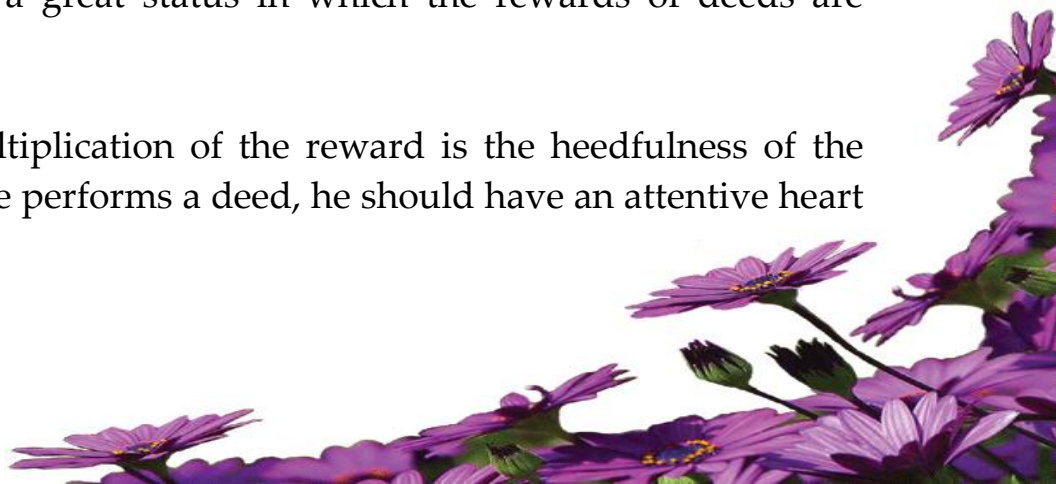 a great status in which the rewards of deeds are
ltiplication of the reward is the heedfulness of the
e performs a deed, he should have an attentive heart